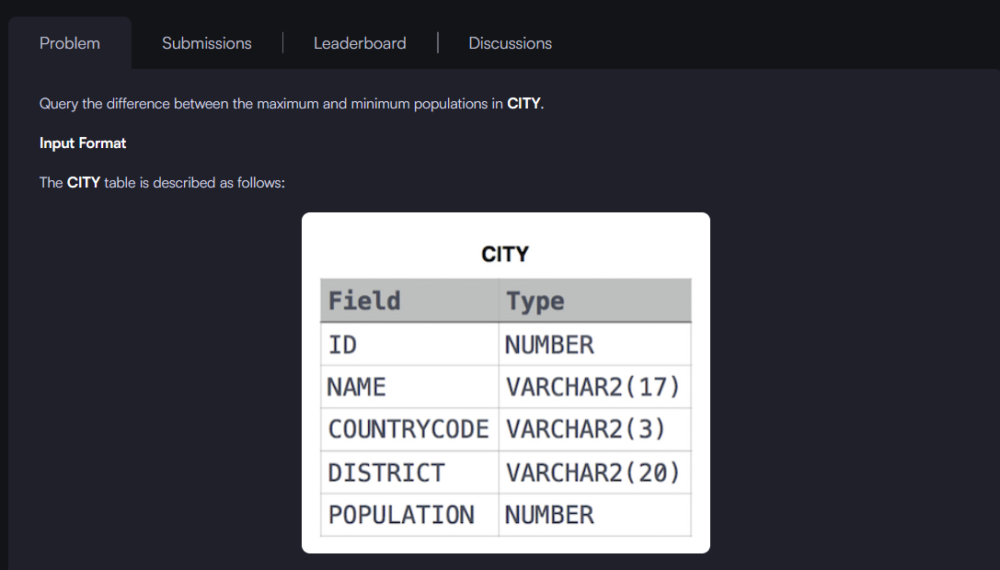 Problem Submissions Leaderboard Discussions
Query the difference between the maximum and minimum populations in CITY.
Input Format
The CITY table is described as follows:
CITY
Field Type
ID NUMBER
NAME VARCHAR2(17)
COUNTRYCODE VARCHAR2(3)
DISTRICT VARCHAR2(20)
POPULATION NUMBER